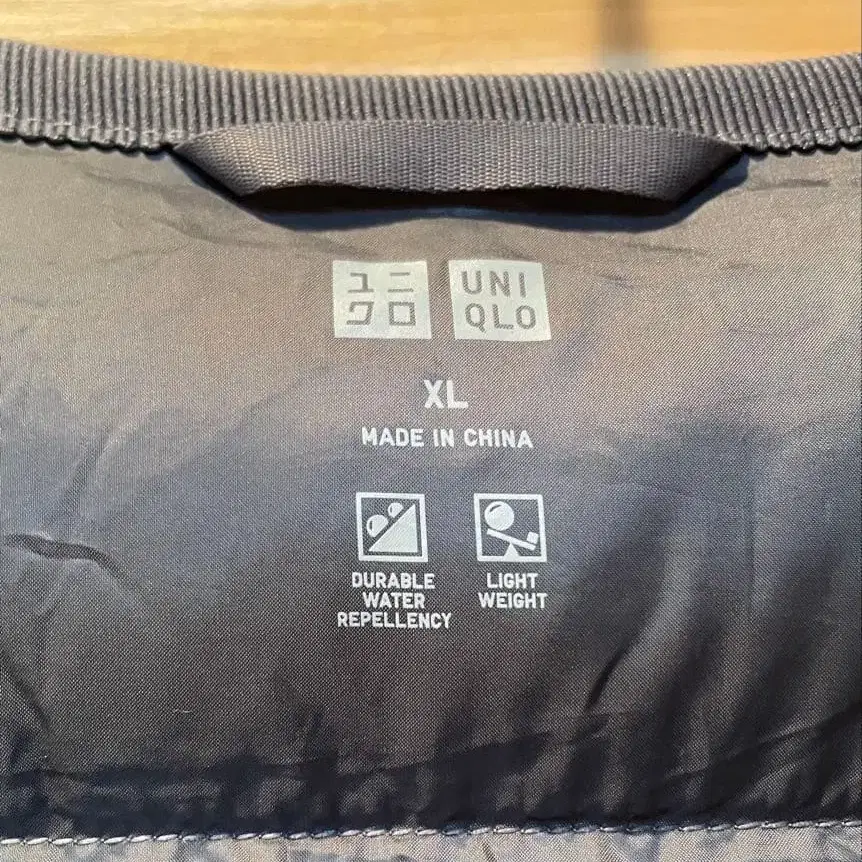 ユニ
クロ
UNI
QLO
XL
MADE IN CHINA
DURABLE
WATER
REPELLENCY
LIGHT
WEIGHT